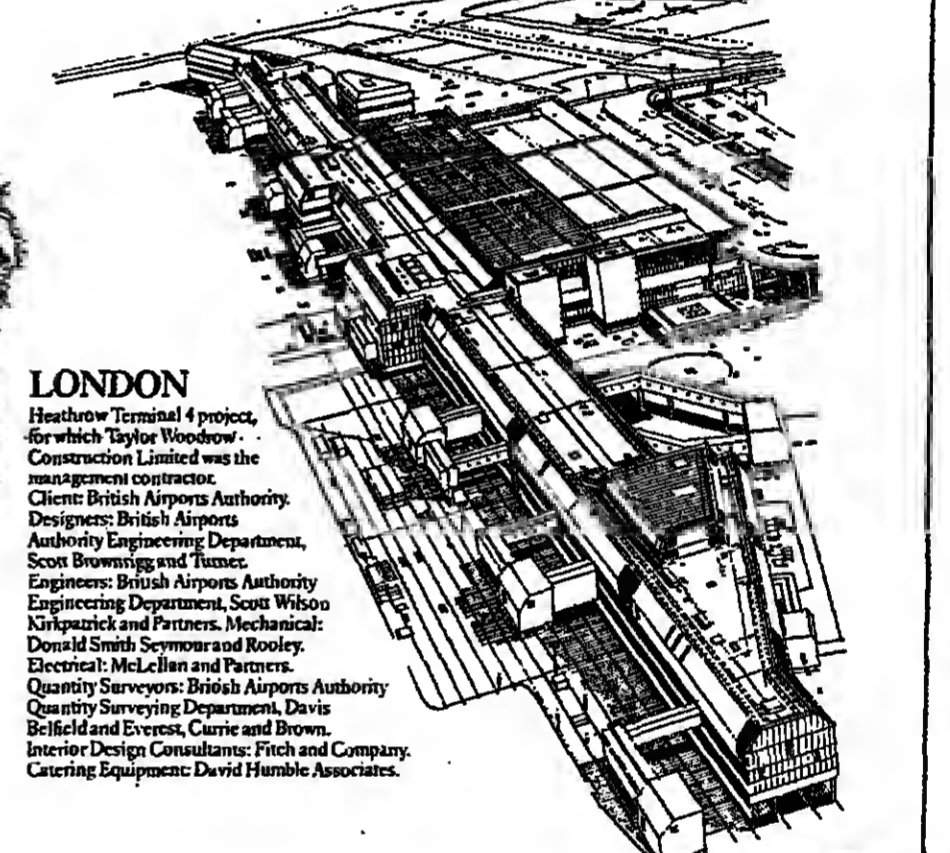 LONDON
Heathrow Terminal 4 project,
for which Taylor Woodrow
Construction Limited was the
management contractor.
Client: British Airports Authority.
Designers: British Airports
Authority Engineering Department,
Scott Brownrigg and Turner.
Engineers: British Airports Authority
Engineering Department, Scott Wilson
Kirkpatrick and Partners. Mechanical:
Donald Smith Seymour and Rooley.
Electrical: McLellan and Partners.
Quantity Surveyors: British Airports Authority
Quantity Surveying Department, Davis
Belfield and Everest, Currie and Brown.
Interior Design Consultants: Fitch and Company.
Catering Equipment: David Humble Associates.